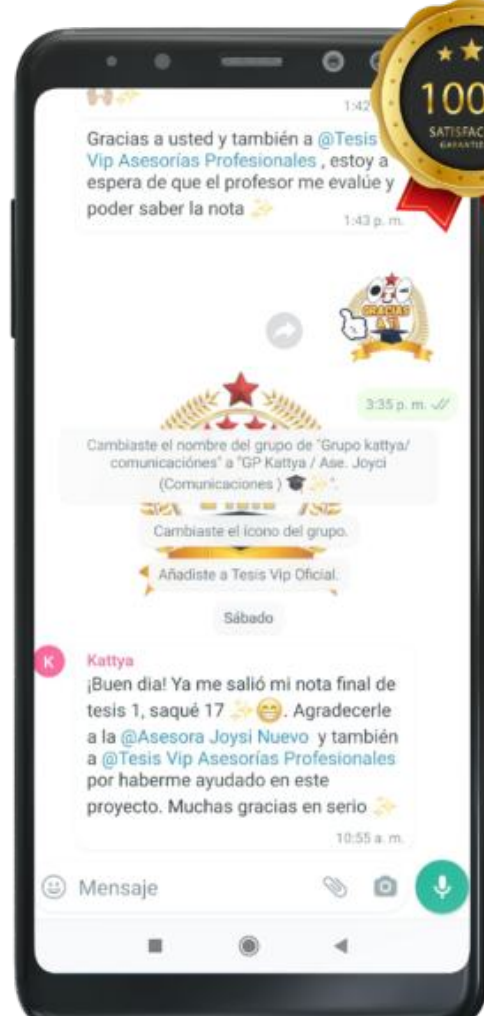 1:42
Gracias a usted y también a @Tesis
Vip Asesorías Profesionales , estoy a
espera de que el profesor me evalúe y
poder saber la nota
1:43 p. m.
100
SATISFAC
GARANTI
GRACIAS
A TI
3:35 p. m.
Cambiaste el nombre del grupo de "Grupo kattya/
comunicaciónes" a "GP Kattya / Ase. Joyci
(Comunicaciones ) ".
Cambiaste el ícono del grupo.
Añadiste a Tesis Vip Oficial.
Sábado
K
Kattya
¡Buen dia! Ya me salió mi nota final de
tesis 1, saqué 17 . Agradecerle
a la @Asesora Joysi Nuevo y también
a @Tesis Vip Asesorías Profesionales
por haberme ayudado en este
proyecto. Muchas gracias en serio
10:55 a. m.
Mensaje